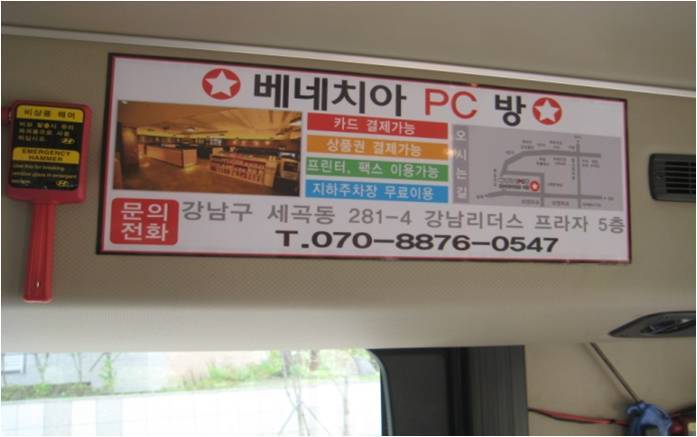 베네치아 PC 방
카드 결제가능
상품권 결제가능
프린터, 팩스 이용가능
지하주차장 무료이용
오시는길
문의전화
강남구 세곡동 281-4 강남리더스 프라자 5층
T.070-8876-0547
비상용 해머
EMERGENCY
HAMMER